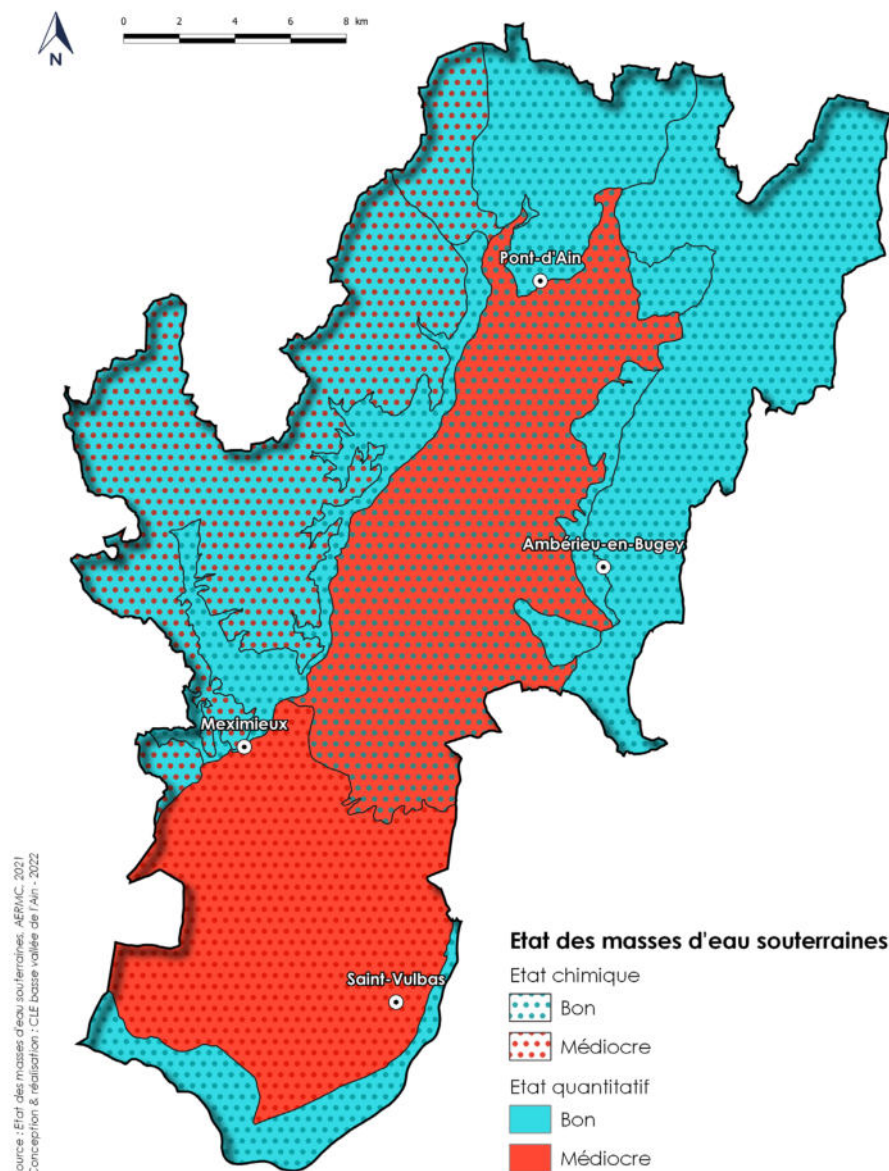 0 2 4 6 8 km
N
Pont-d'Ain
Ambérieu-en-Bugey
Meximieux
Saint-Vulbas
Etat des masses d'eau souterraines
Etat chimique
Bon
Médiocre
Etat quantitatif
Bon
Médiocre
ource : Etat des masses d'eau souterraines, AERMC, 2021
Conception & réalisation : CLE basse vallée de l'Ain - 2022